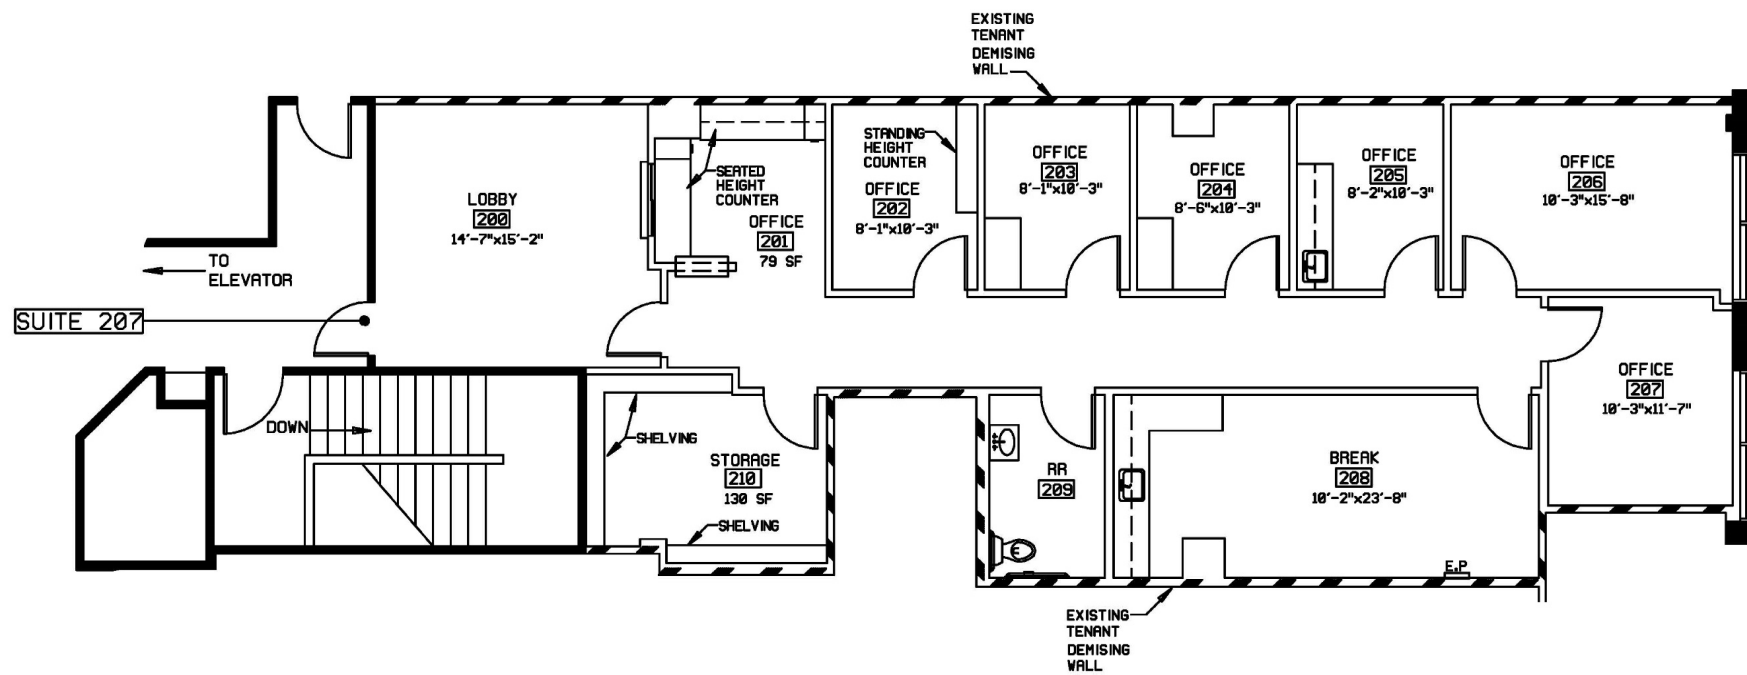 EXISTING
TENANT
DEMISING
WALL
STANDING
HEIGHT
COUNTER
SEATED
HEIGHT
COUNTER
LOBBY
200
14'-7"x15'-2"
OFFICE
201
79 SF
OFFICE
202
8'-1"x10'-3"
OFFICE
203
8'-1"x10'-3"
OFFICE
204
8'-6"x10'-3"
OFFICE
205
8'-2"x10'-3"
OFFICE
206
10'-3"x15'-8"
TO
ELEVATOR
SUITE 207
OFFICE
207
10'-3"x11'-7"
DOWN
SHELVING
STORAGE
210
130 SF
SHELVING
RR
209
BREAK
208
10'-2"x23'-8"
E.P
EXISTING
TENANT
DEMISING
WALL